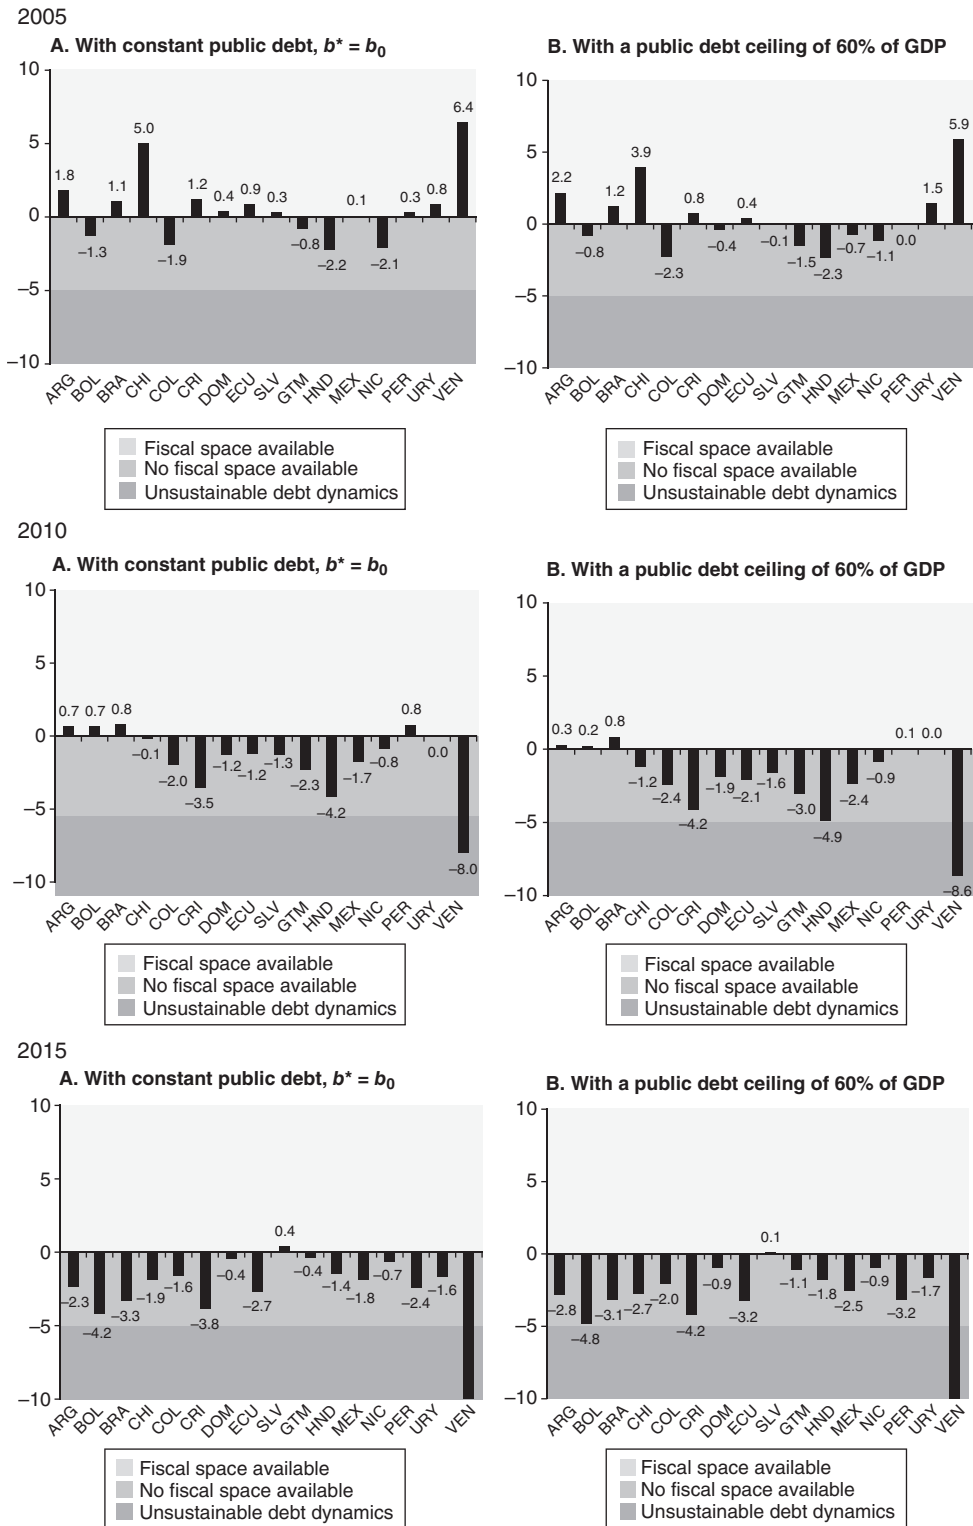 2005
A. With constant public debt, b* = b0
10
5
0
−5
−10
1.8
−1.3
1.1
5.0
−1.9
1.2
0.4
0.9
0.3
−0.8
−2.2
0.1
−2.1
0.3
0.8
6.4
ARG
BOL
BRA
CHI
COL
CRI
DOM
ECU
SLV
GTM
HND
MEX
NIC
PER
URY
VEN
Fiscal space available
No fiscal space available
Unsustainable debt dynamics
B. With a public debt ceiling of 60% of GDP
10
5
0
−5
−10
2.2
−0.8
1.2
3.9
−2.3
0.8
−0.4
0.4
−0.1
−1.5
−2.3
−0.7
−1.1
0.0
1.5
5.9
ARG
BOL
BRA
CHI
COL
CRI
DOM
ECU
SLV
GTM
HND
MEX
NIC
PER
URY
VEN
Fiscal space available
No fiscal space available
Unsustainable debt dynamics
2010
A. With constant public debt, b* = b0
10
5
0
−5
−10
0.7
0.7
0.8
−0.1
−2.0
−3.5
−1.2
−1.2
−1.3
−2.3
−4.2
−1.7
−0.8
0.8
0.0
−8.0
ARG
BOL
BRA
CHI
COL
CRI
DOM
ECU
SLV
GTM
HND
MEX
NIC
PER
URY
VEN
Fiscal space available
No fiscal space available
Unsustainable debt dynamics
B. With a public debt ceiling of 60% of GDP
10
5
0
−5
−10
0.3
0.2
0.8
−1.2
−2.4
−4.2
−1.9
−2.1
−1.6
−3.0
−4.9
−2.4
−0.9
0.1
0.0
−8.6
ARG
BOL
BRA
CHI
COL
CRI
DOM
ECU
SLV
GTM
HND
MEX
NIC
PER
URY
VEN
Fiscal space available
No fiscal space available
Unsustainable debt dynamics
2015
A. With constant public debt, b* = b0
10
5
0
−5
−10
−2.3
−4.2
−3.3
−1.9
−1.6
−3.8
−0.4
−2.7
0.4
−0.4
−1.4
−1.8
−0.7
−2.4
−1.6
ARG
BOL
BRA
CHI
COL
CRI
DOM
ECU
SLV
GTM
HND
MEX
NIC
PER
URY
VEN
Fiscal space available
No fiscal space available
Unsustainable debt dynamics
B. With a public debt ceiling of 60% of GDP
10
5
0
−5
−10
−2.8
−4.8
−3.1
−2.7
−2.0
−4.2
−0.9
−3.2
0.1
−1.1
−1.8
−2.5
−0.9
−3.2
−1.7
ARG
BOL
BRA
CHI
COL
CRI
DOM
ECU
SLV
GTM
HND
MEX
NIC
PER
URY
VEN
Fiscal space available
No fiscal space available
Unsustainable debt dynamics